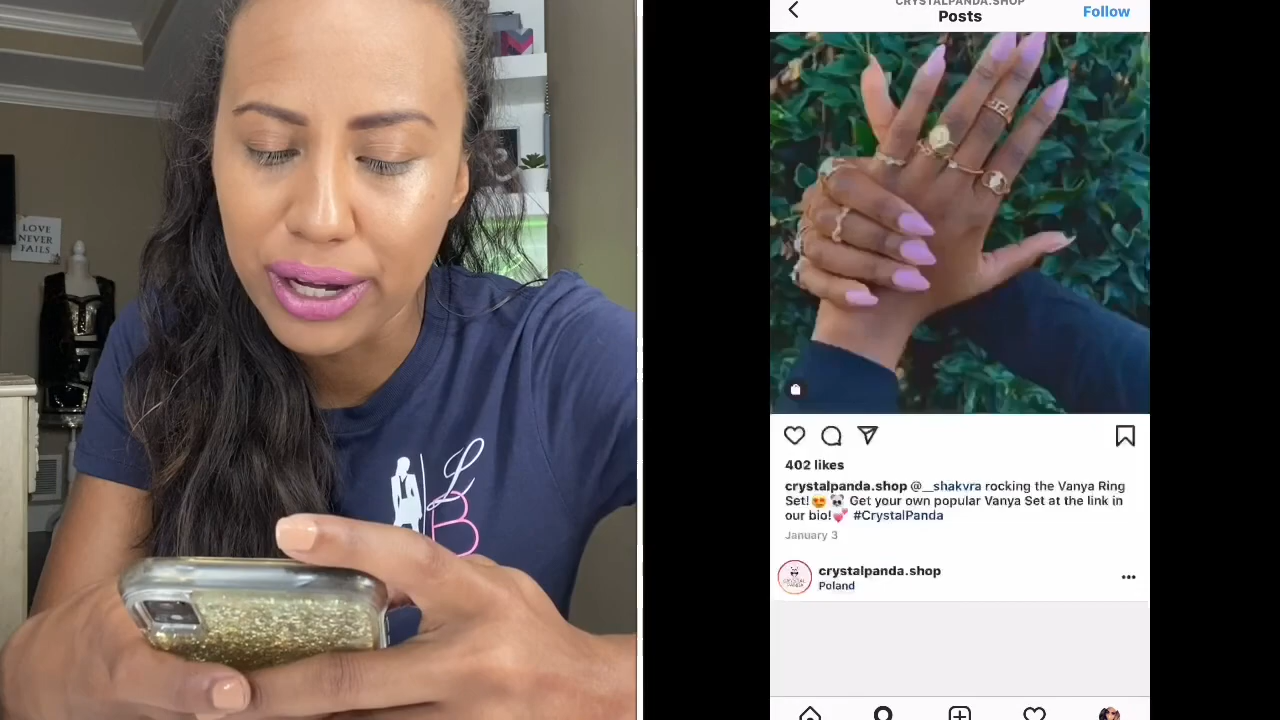 LOVE
NEVER
FAILS
LB
CRYSTALPANDA.SHOP
Posts
Follow
402 likes
crystalpanda.shop @__shakvra rocking the Vanya Ring
Set!😍🐼 Get your own popular Vanya Set at the link in
our bio!💕 #CrystalPanda
January 3
crystalpanda.shop
Poland